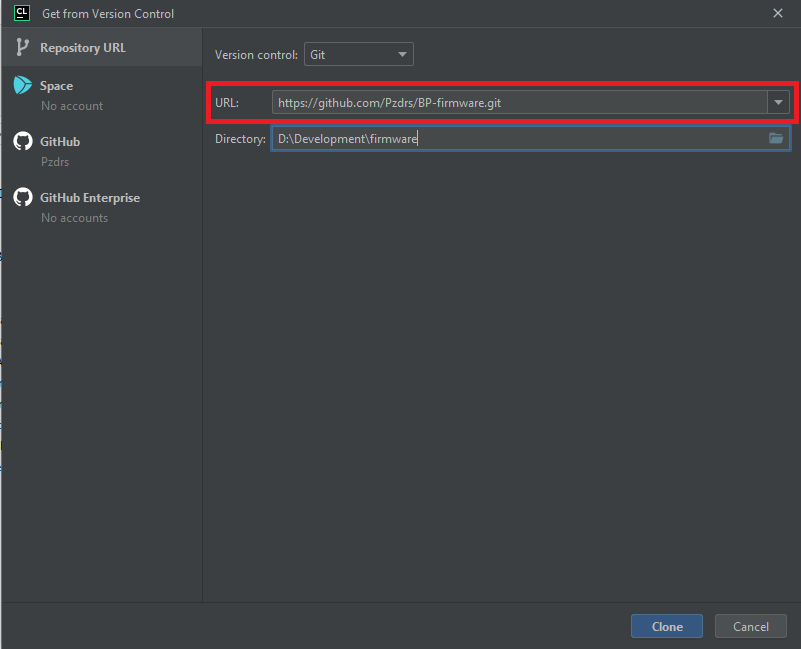 CL Get from Version Control
Repository URL
Space
No account
GitHub
Pzdrs
GitHub Enterprise
No accounts
Version control: Git
URL: https://github.com/Pzdrs/BP-firmware.git
Directory: D:\Development\firmware
Clone Cancel